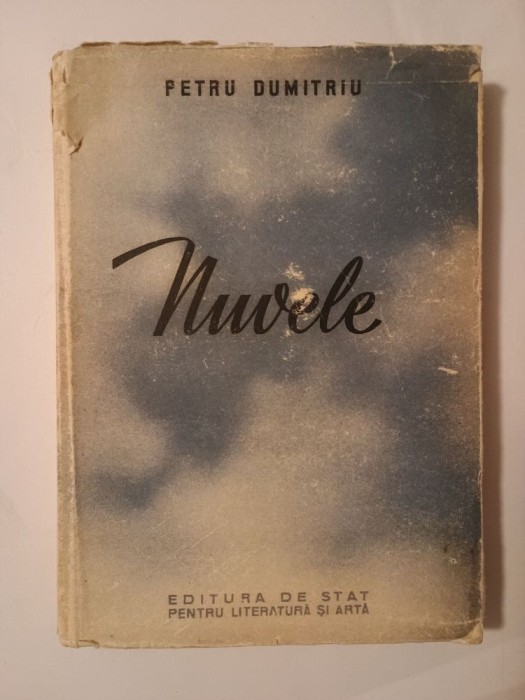 PETRU DUMITRIU
Nuvele
EDITURA DE STAT
PENTRU LITERATURĂ ȘI ARTĂ